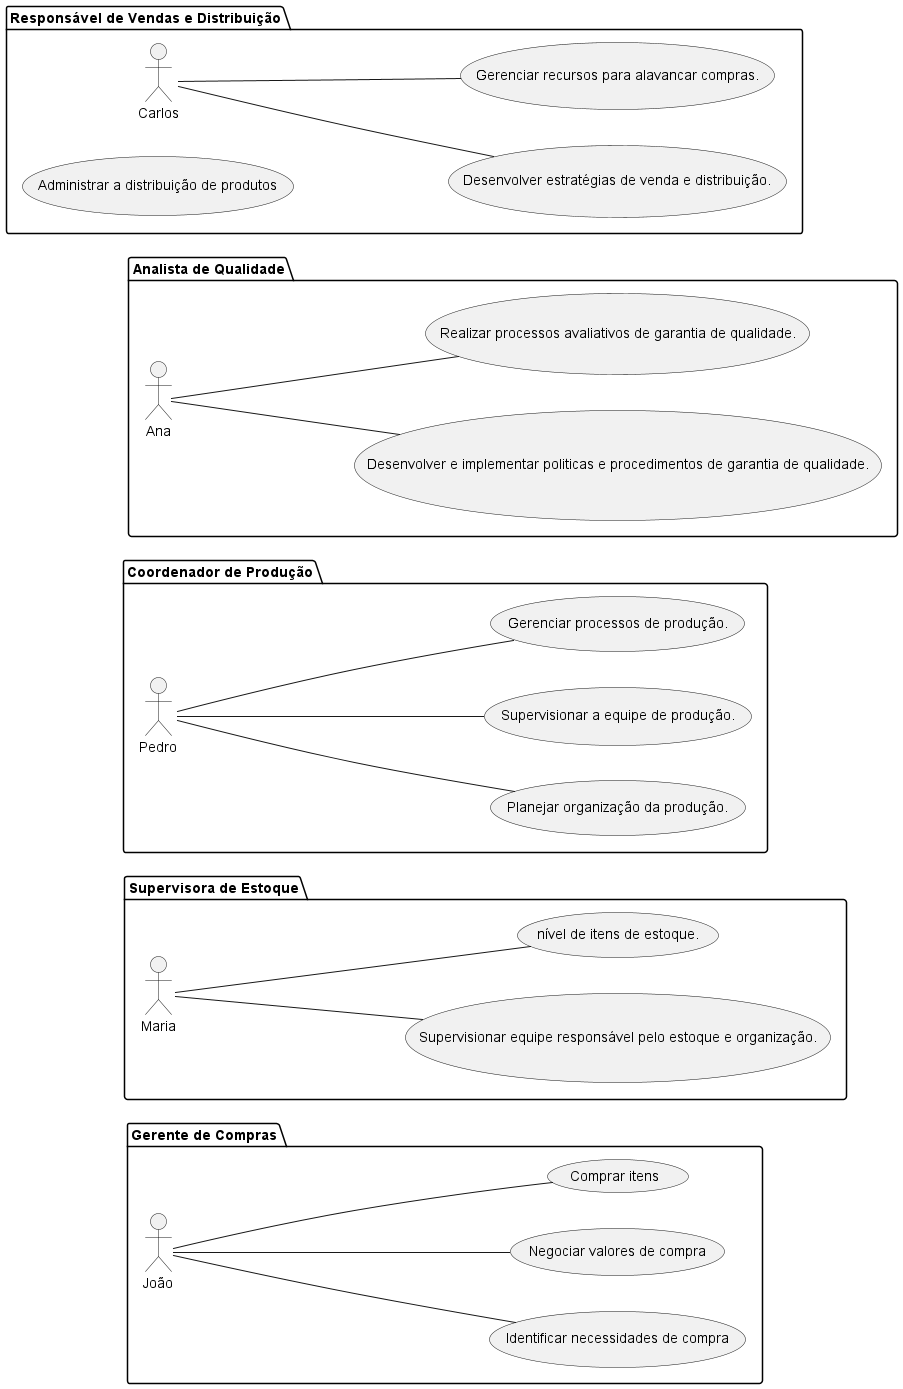 Responsável de Vendas e Distribuição
Carlos
Gerenciar recursos para alavancar compras.
Desenvolver estratégias de venda e distribuição.
Administrar a distribuição de produtos
Analista de Qualidade
Ana
Realizar processos avaliativos de garantia de qualidade.
Desenvolver e implementar politicas e procedimentos de garantia de qualidade.
Coordenador de Produção
Pedro
Gerenciar processos de produção.
Supervisionar a equipe de produção.
Planejar organização da produção.
Supervisora de Estoque
Maria
nível de itens de estoque.
Supervisionar equipe responsável pelo estoque e organização.
Gerente de Compras
João
Comprar itens
Negociar valores de compra
Identificar necessidades de compra